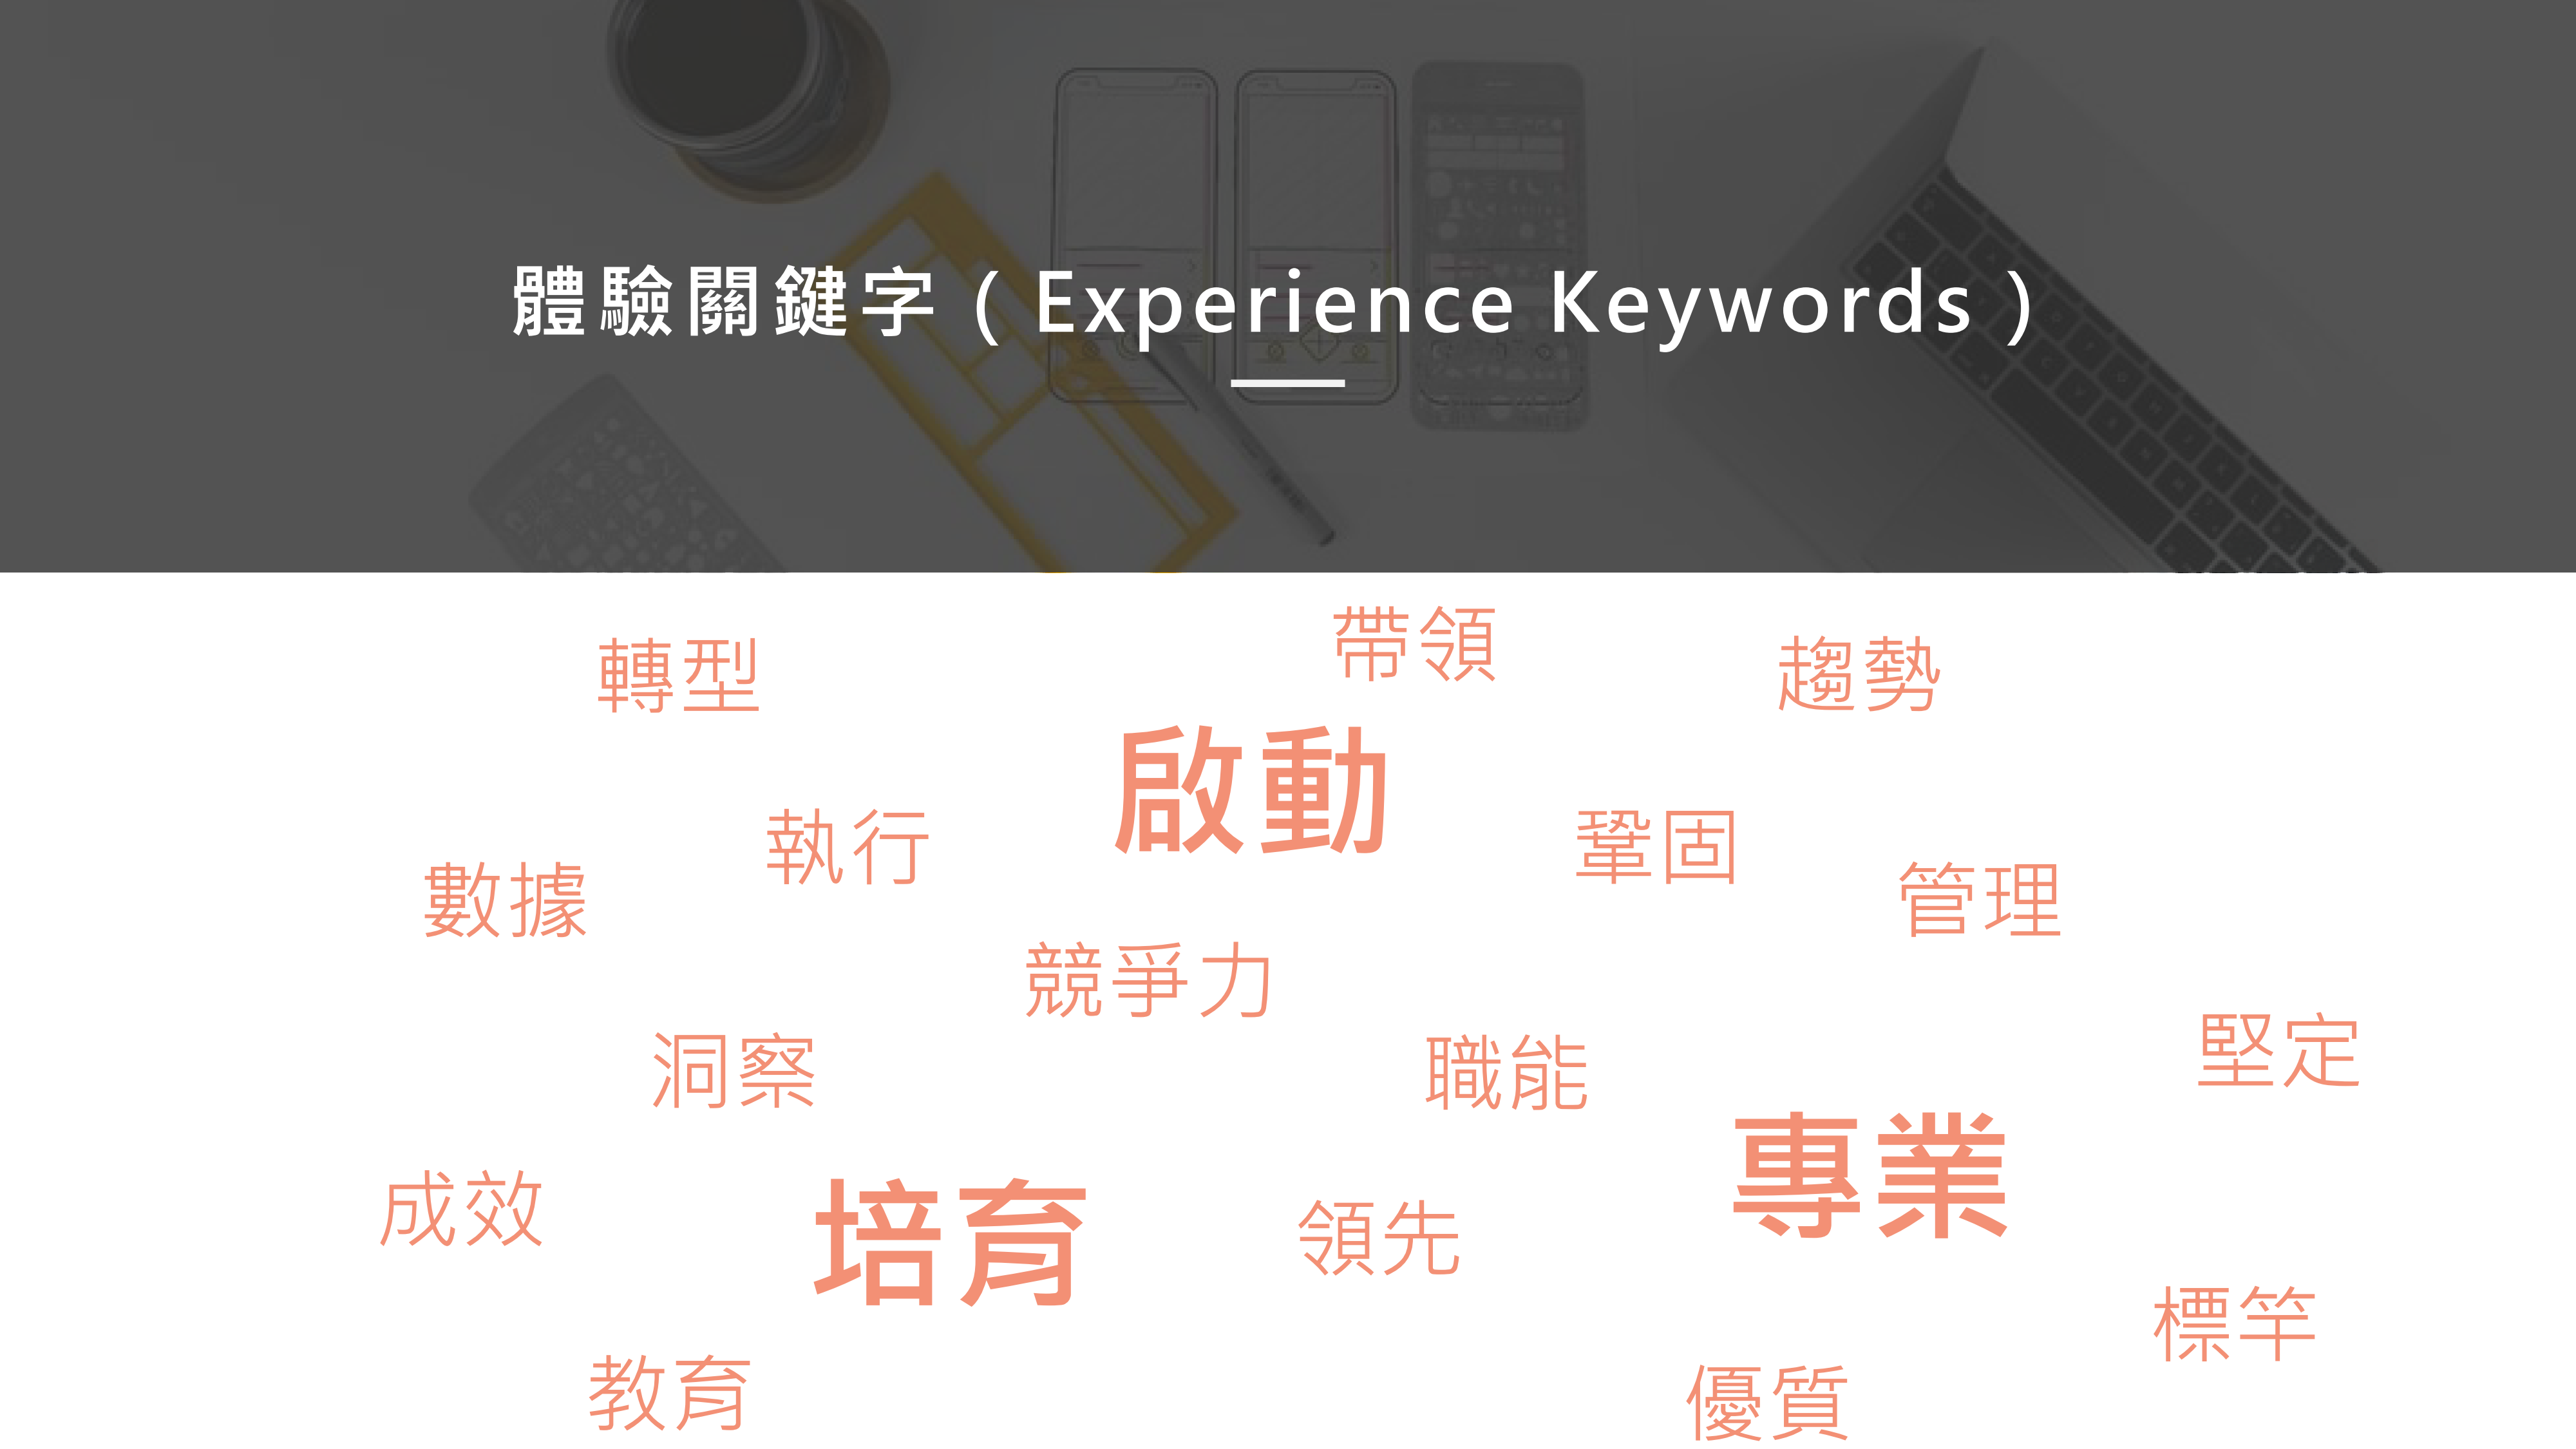 體驗關鍵字（Experience Keywords）
帶領
轉型
趨勢
啟動
執行
鞏固
數據
管理
競爭力
洞察
職能
堅定
專業
成效
培育
領先
標竿
教育
優質